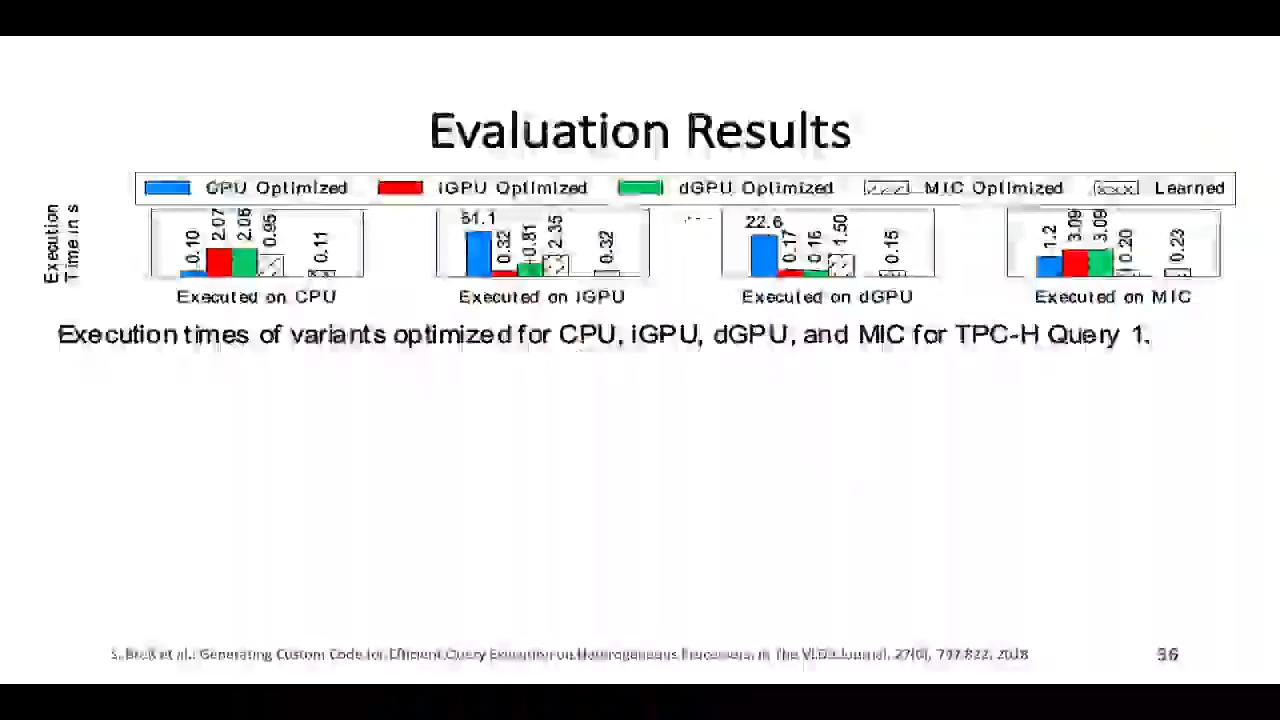 Evaluation Results
CPU Optimized iGPU Optimized dGPU Optimized MIC Optimized Learned
Execution
Time in s
0.10 2.07 2.06 0.95 0.11
0.32 0.81 2.35 0.32
22.6 0.17 0.16 1.50 0.15
1.2 3.09 3.09 0.20 0.23
Executed on CPU Executed on iGPU Executed on dGPU Executed on MIC
Execution times of variants optimized for CPU, iGPU, dGPU, and MIC for TPC-H Query 1.
S. Breß et al.: Generating Custom Code for Efficient Query Execution on Heterogeneous Processors. In The VLDB Journal, 2018